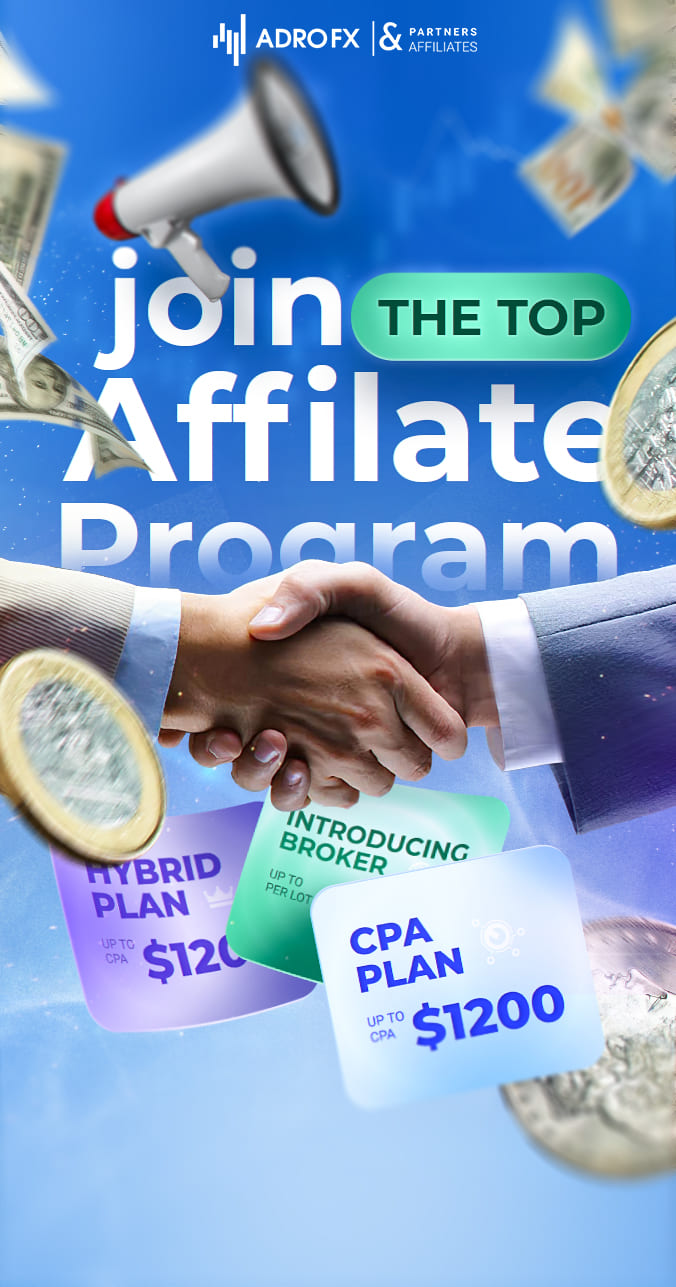 ADROFX & PARTNERS
AFFILIATES
join THE TOP
Affilate
Program
HYBRID
PLAN
UP TO
CPA
$120
INTRODUCING
BROKER
UP TO
PER LOT
CPA
PLAN
UP TO
CPA
$1200